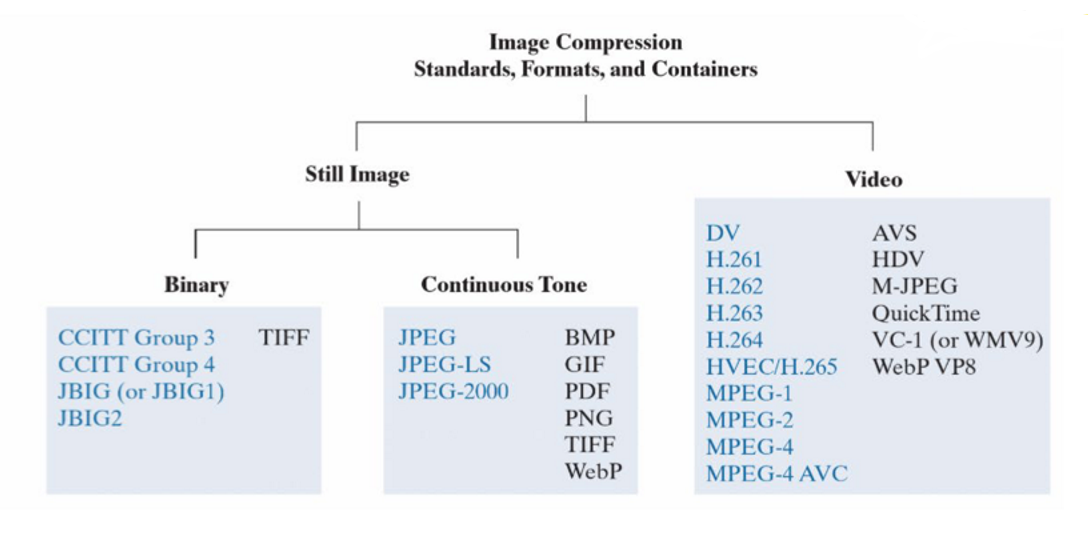 Image Compression
Standards, Formats, and Containers
Still Image
Video
Binary
Continuous Tone
CCITT Group 3 TIFF
CCITT Group 4
JBIG (or JBIG1)
JBIG2
JPEG BMP
JPEG-LS GIF
JPEG-2000 PDF
PNG
TIFF
WebP
DV AVS
H.261 HDV
H.262 M-JPEG
H.263 QuickTime
H.264 VC-1 (or WMV9)
HVEC/H.265 WebP VP8
MPEG-1
MPEG-2
MPEG-4
MPEG-4 AVC